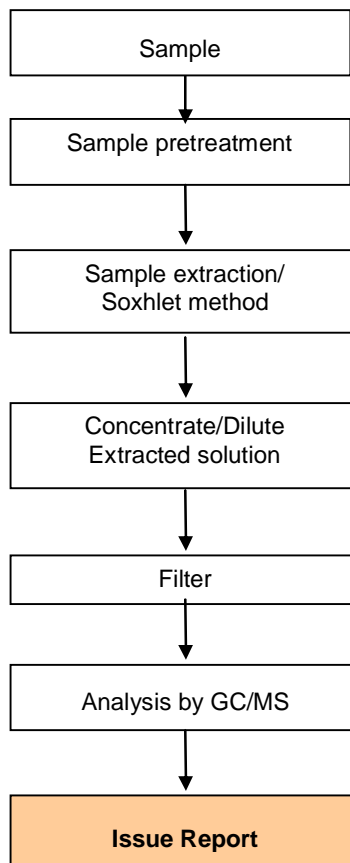 Sample
Sample pretreatment
Sample extraction/
Soxhlet method
Concentrate/Dilute
Extracted solution
Filter
Analysis by GC/MS
Issue Report